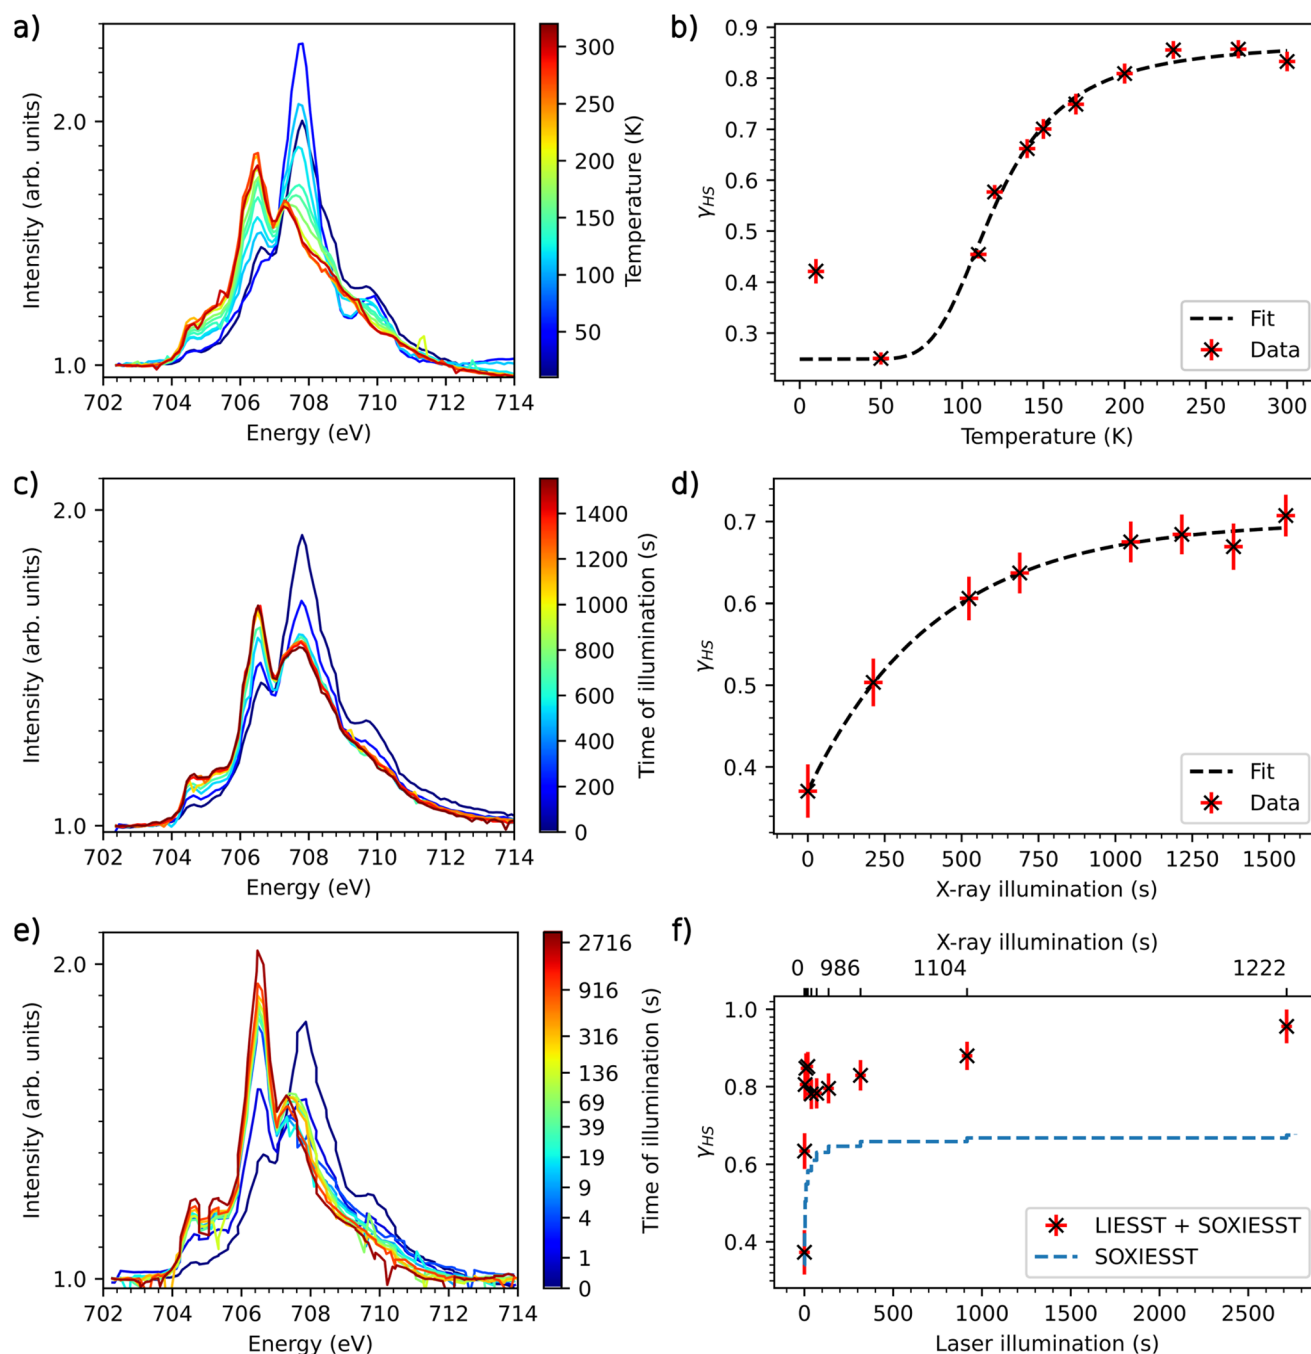 a)
Intensity (arb. units)
2.0
1.0
702 704 706 708 710 712 714
Energy (eV)
300
250
200
150
100
50
Temperature (K)
b)
γHS
0.9
0.8
0.7
0.6
0.5
0.4
0.3
0 50 100 150 200 250 300
Temperature (K)
Fit
Data
c)
Intensity (arb. units)
2.0
1.0
702 704 706 708 710 712 714
Energy (eV)
1400
1200
1000
800
600
400
200
0
Time of illumination (s)
d)
γHS
0.7
0.6
0.5
0.4
0 250 500 750 1000 1250 1500
X-ray illumination (s)
Fit
Data
e)
Intensity (arb. units)
2.0
1.0
702 704 706 708 710 712 714
Energy (eV)
2716
916
316
136
69
39
19
9
4
1
0
Time of illumination (s)
f)
X-ray illumination (s)
0 986 1104 1222
γHS
1.0
0.8
0.6
0.4
0 500 1000 1500 2000 2500
Laser illumination (s)
LIESST + SOXIESST
SOXIESST